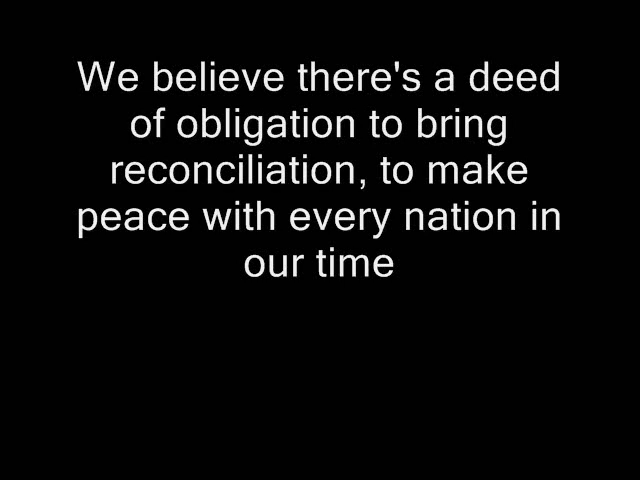 We believe there's a deed
of obligation to bring
reconciliation, to make
peace with every nation in
our time